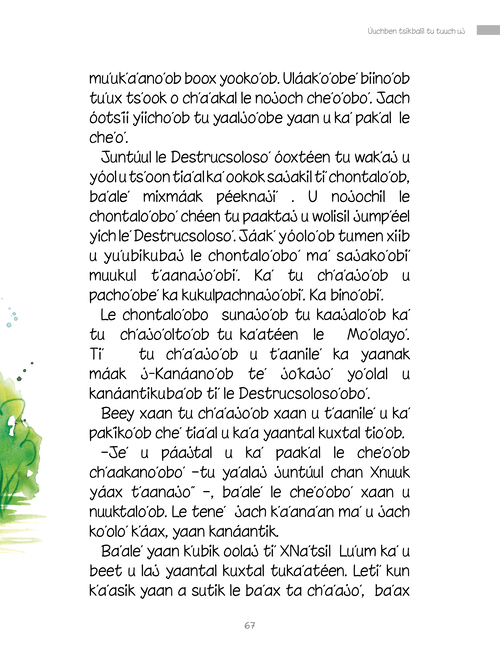 Úuchben tsikbalil tu tuuch uj
mu'uk'a'ano'ob boox yooko'ob. Uláak'o'obe' biino'ob
tu'ux ts'ook o ch'a'akal le nojoch che'o'obo'. Jach
óotsi'i yiicho'ob tu yaaljo'obe yaan u ka' pak'al le
che'o'.
Juntúul le Destrucsoloso' óoxtéen tu wak'aj u
yóol u ts'oon tia'al ka' ookok sajakil ti' chontalo'ob,
ba'ale' mixmáak péeknaji' . U nojochil le
chontalo'obo' chéen tu paaktaj u wolisil jump'éel
yich le' Destrucsoloso'. Jáak' yóolo'ob tumen xiib
u yu'ubikubaj le chontalo'obo' ma' sajako'obi'
muukul t'aanajo'obi'. Ka' tu ch'a'ajo'ob u
pacho'obe' ka kukulpachnajo'obi'. Ka bino'obi'.
Le chontalo'obo sunajo'ob tu kaajalo'ob ka'
tu ch'ajo'olto'ob tu ka'atéen le Mo'olayo'.
Ti' tu ch'a'ajo'ob u t'aanile' ka yaanak
máak j-Kanáano'ob te' jo'kajo' yo'olal u
kanáantikuba'ob ti' le Destrucsoloso'obo'.
Beey xaan tu ch'a'ajo'ob xaan u t'aanile' u ka'
pak'iko'ob che' tia'al u ka'a yaantal kuxtal tio'ob.
–Je' u páajtal u ka' paak'al le che'o'ob
ch'aakano'obo' –tu ya'alaj juntúul chan Xnuuk
yáax t'aanajo˝ –, ba'ale' le che'o'obo' xaan u
nuuktalo'ob. Le tene' jach k'a'ana'an ma' u jach
ko'olo' k'áax, yaan kanáantik.
Ba'ale' yaan k'ubik oolaj ti' XNa'tsil Lu'um ka' u
beet u laj yaantal kuxtal tuka'atéen. Leti' kun
k'a'asik yaan a sutik le ba'ax ta ch'a'ajo', ba'ax
67